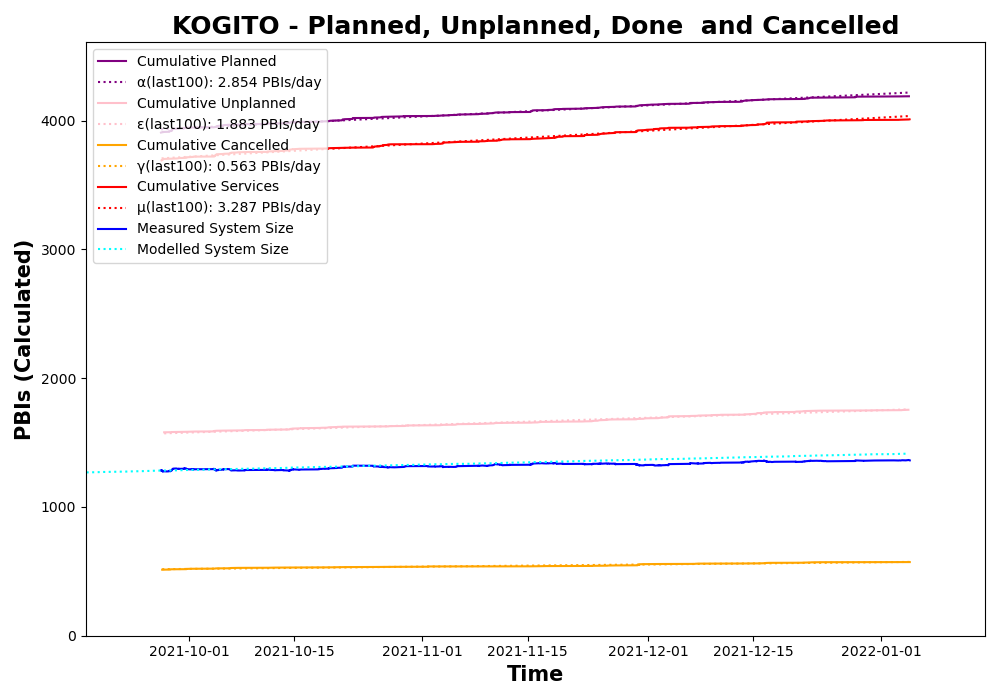 KOGITO - Planned, Unplanned, Done  and Cancelled
Cumulative Planned
α(last100): 2.854 PBIs/day
Cumulative Unplanned
ε(last100): 1.883 PBIs/day
Cumulative Cancelled
γ(last100): 0.563 PBIs/day
Cumulative Services
μ(last100): 3.287 PBIs/day
Measured System Size
Modelled System Size
PBIs (Calculated)
4000
3000
2000
1000
0
2021-10-01 2021-10-15 2021-11-01 2021-11-15 2021-12-01 2021-12-15 2022-01-01
Time